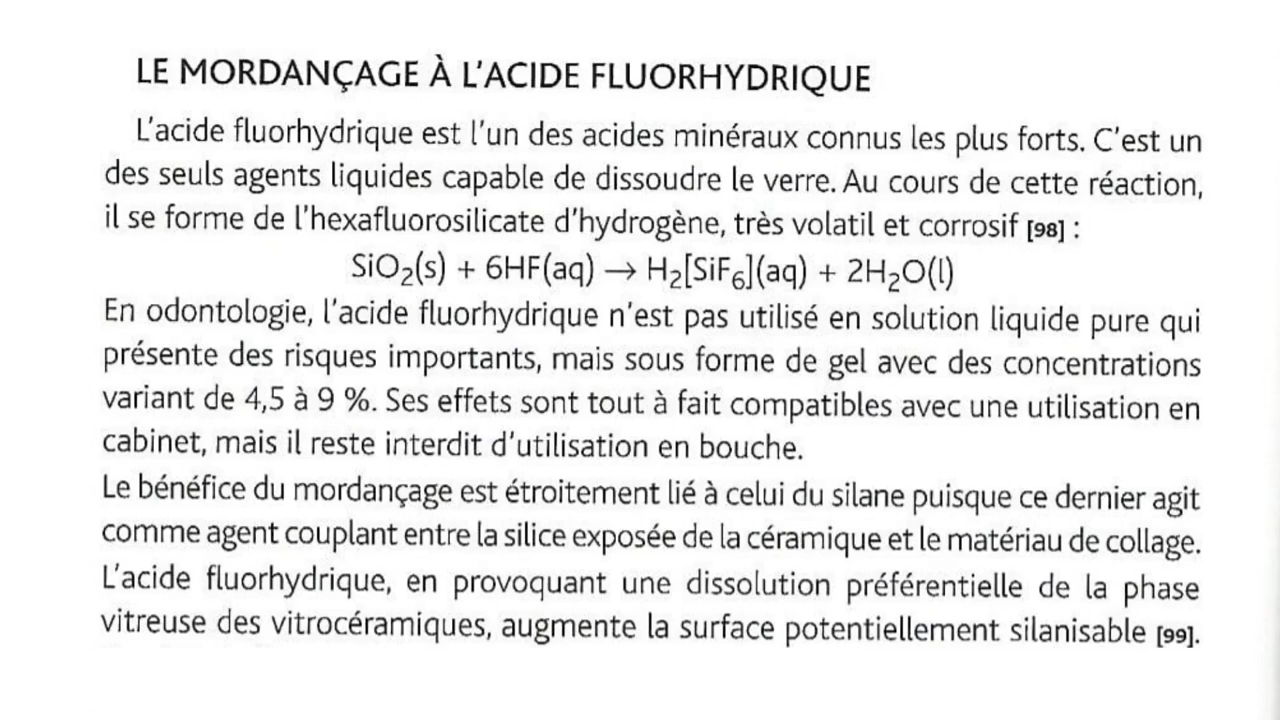 LE MORDANÇAGE À L'ACIDE FLUORHYDRIQUE
L'acide fluorhydrique est l'un des acides minéraux connus les plus forts. C'est un
des seuls agents liquides capable de dissoudre le verre. Au cours de cette réaction,
il se forme de l'hexafluorosilicate d'hydrogène, très volatil et corrosif [98] :
SiO₂(s) + 6HF(aq) → H₂[SiF₆](aq) + 2H₂O(l)
En odontologie, l'acide fluorhydrique n'est pas utilisé en solution liquide pure qui
présente des risques importants, mais sous forme de gel avec des concentrations
variant de 4,5 à 9 %. Ses effets sont tout à fait compatibles avec une utilisation en
cabinet, mais il reste interdit d'utilisation en bouche.
Le bénéfice du mordançage est étroitement lié à celui du silane puisque ce dernier agit
comme agent couplant entre la silice exposée de la céramique et le matériau de collage.
L'acide fluorhydrique, en provoquant une dissolution préférentielle de la phase
vitreuse des vitrocéramiques, augmente la surface potentiellement silanisable [99].